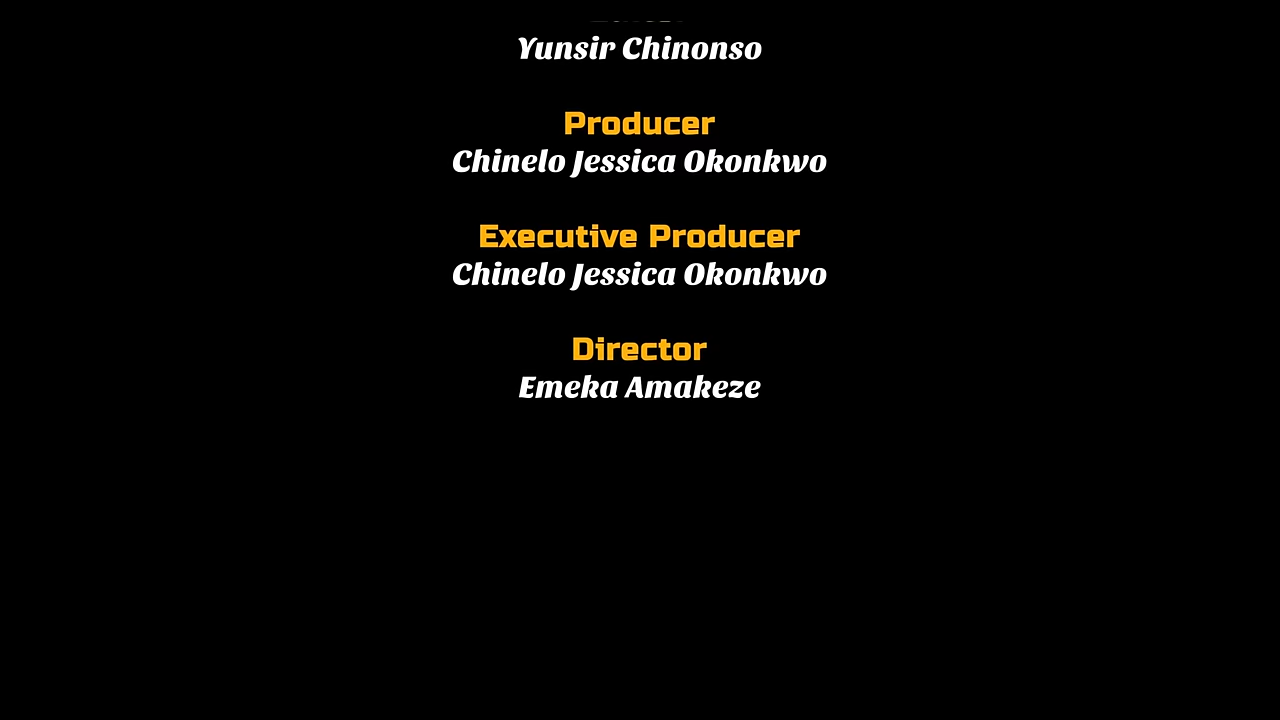 Yunsir Chinonso
Producer
Chinelo Jessica Okonkwo
Executive Producer
Chinelo Jessica Okonkwo
Director
Emeka Amakeze